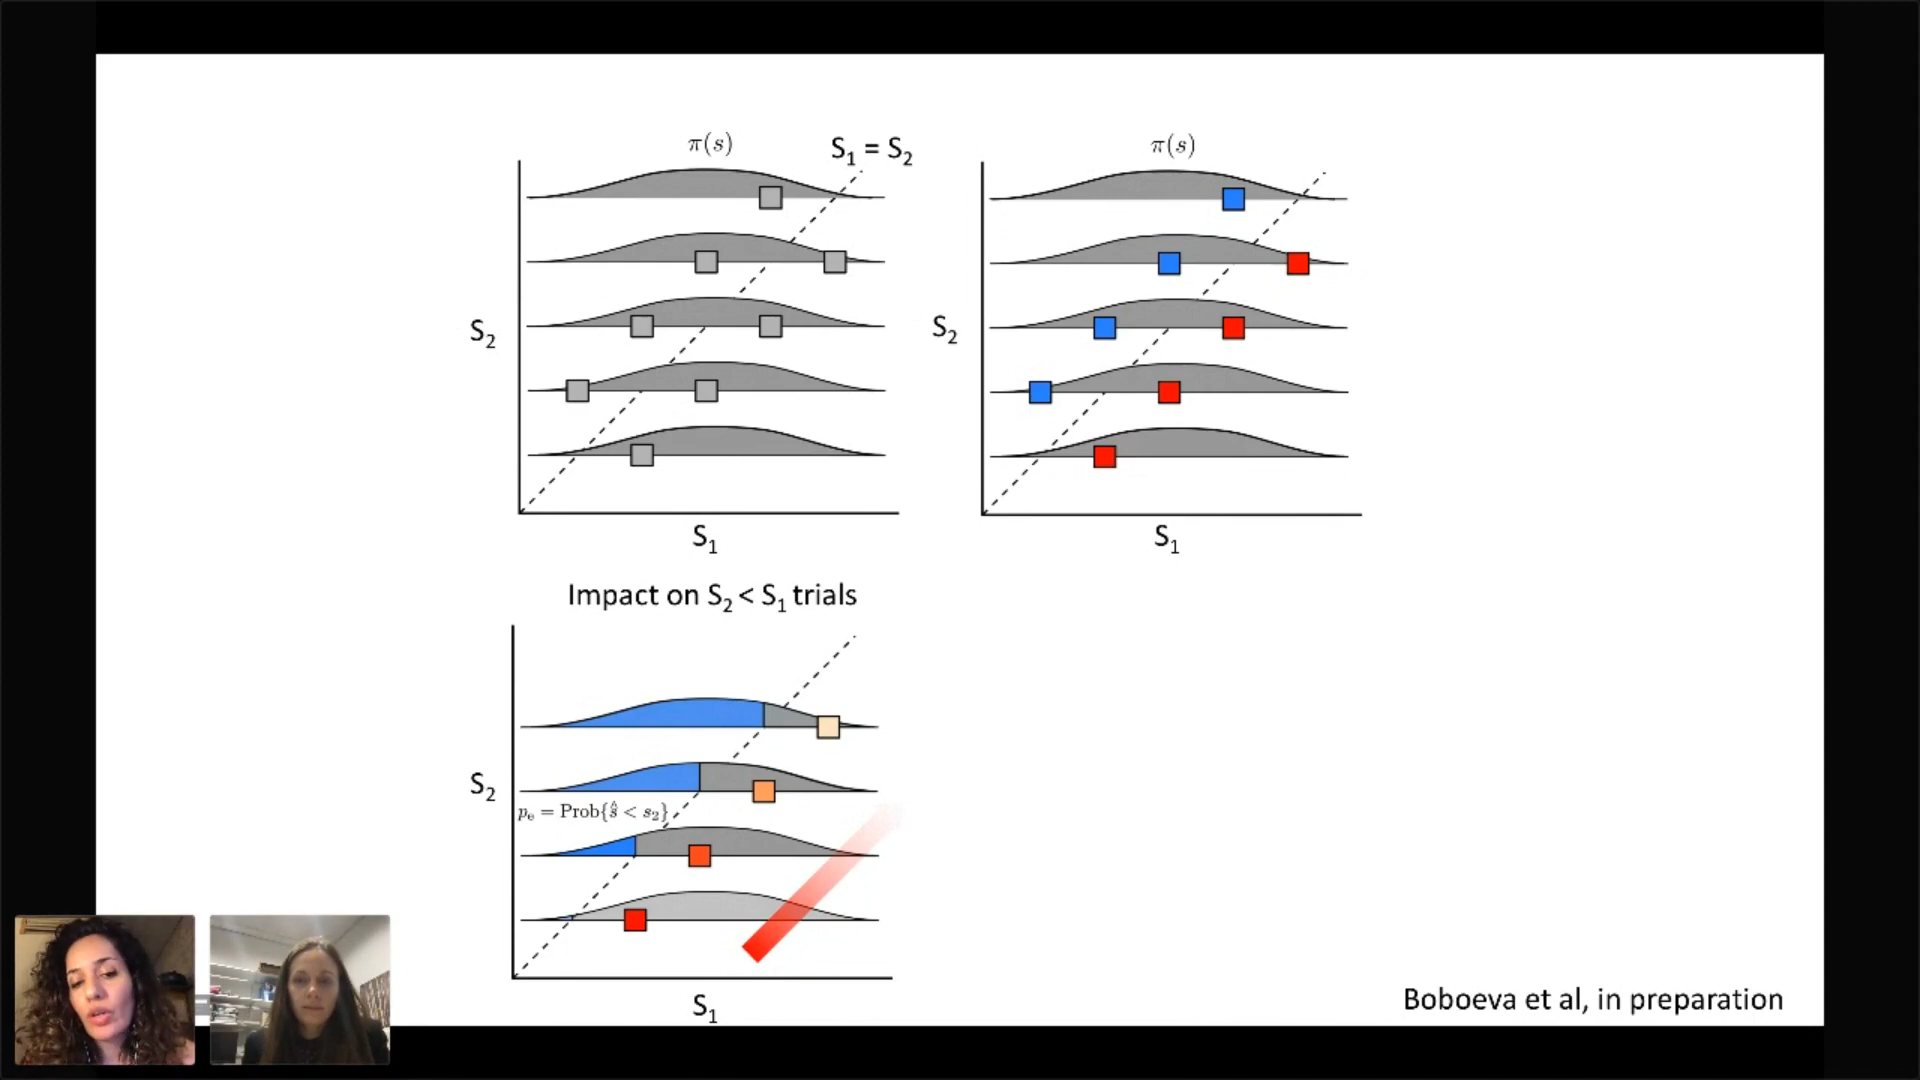 π(s)
S₁ = S₂
π(s)
S₂
S₂
S₁
S₁
Impact on S₂ < S₁ trials
S₂
pₑ = Prob{ŝ < s₂}
S₁
Boboeva et al, in preparation